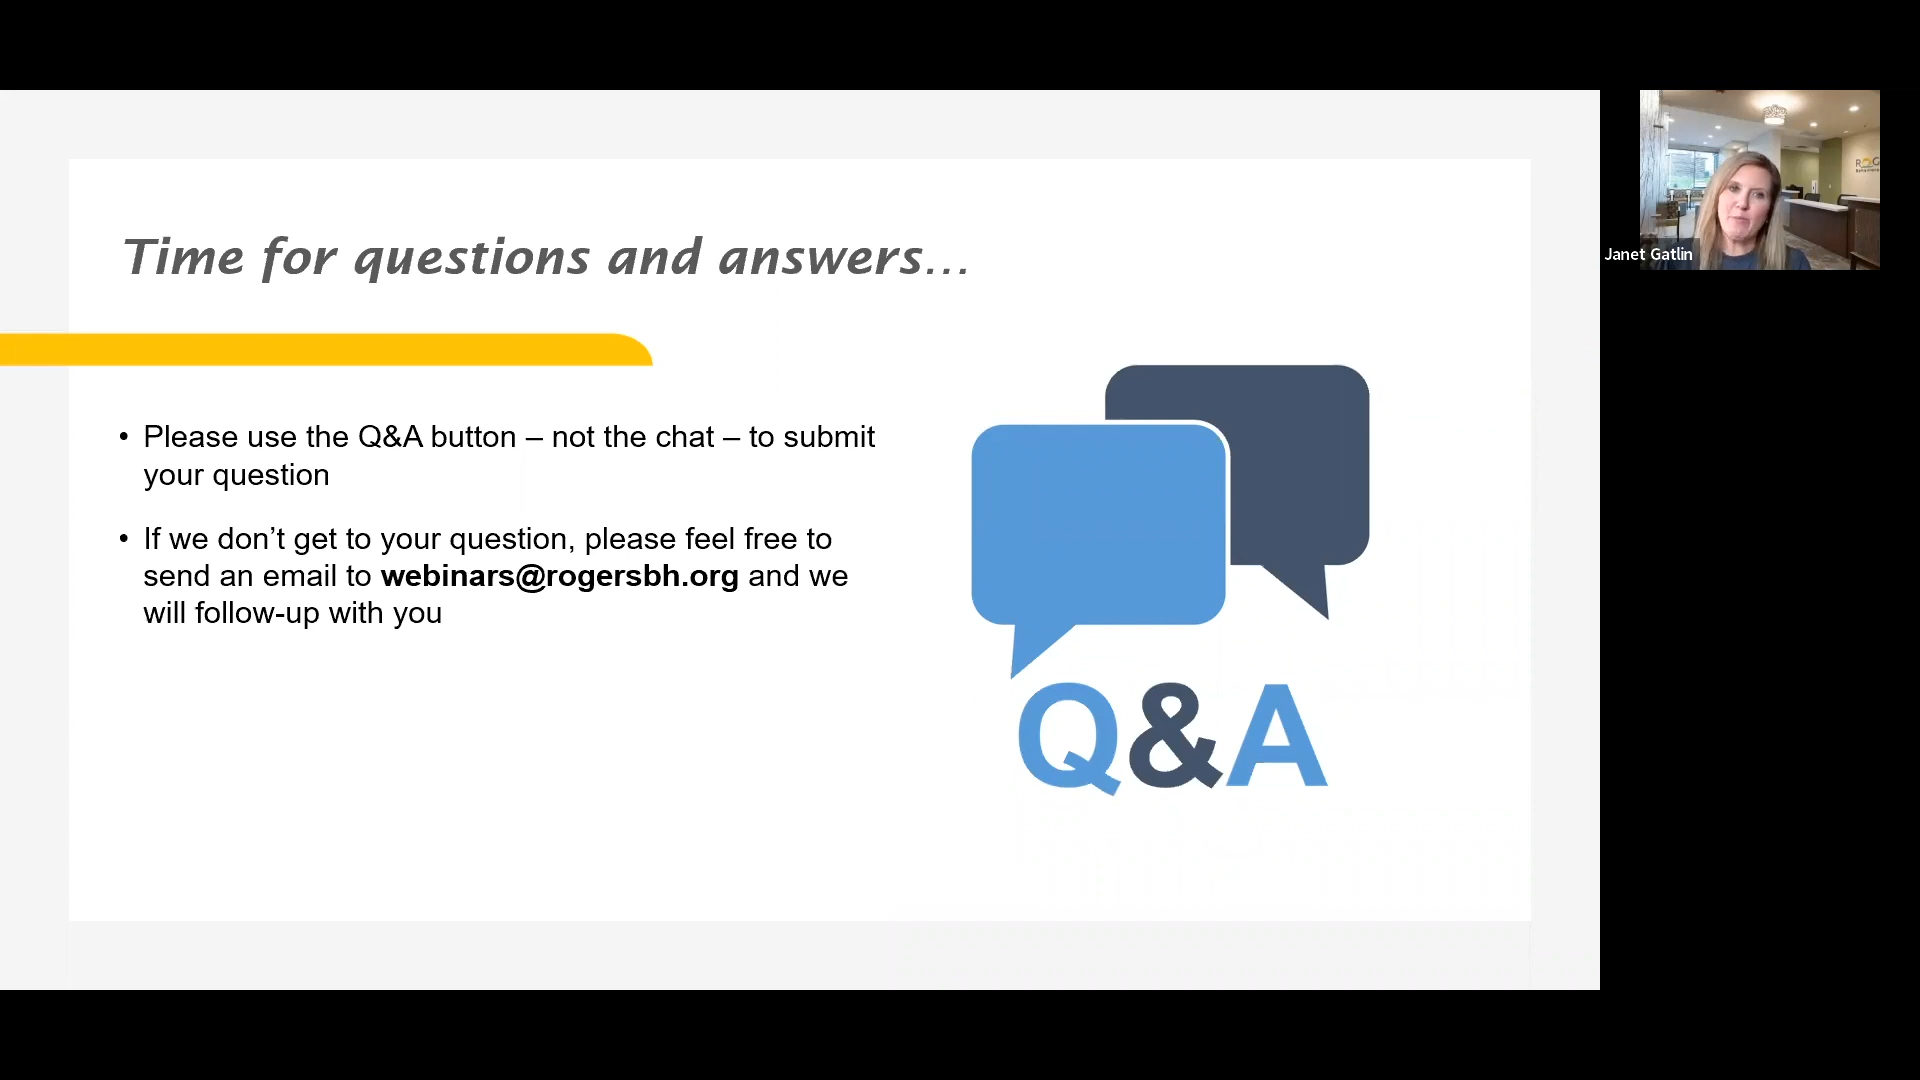 Time for questions and answers…
• Please use the Q&A button – not the chat – to submit
your question
• If we don’t get to your question, please feel free to
send an email to webinars@rogersbh.org and we
will follow-up with you
Q&A
Janet Gatlin